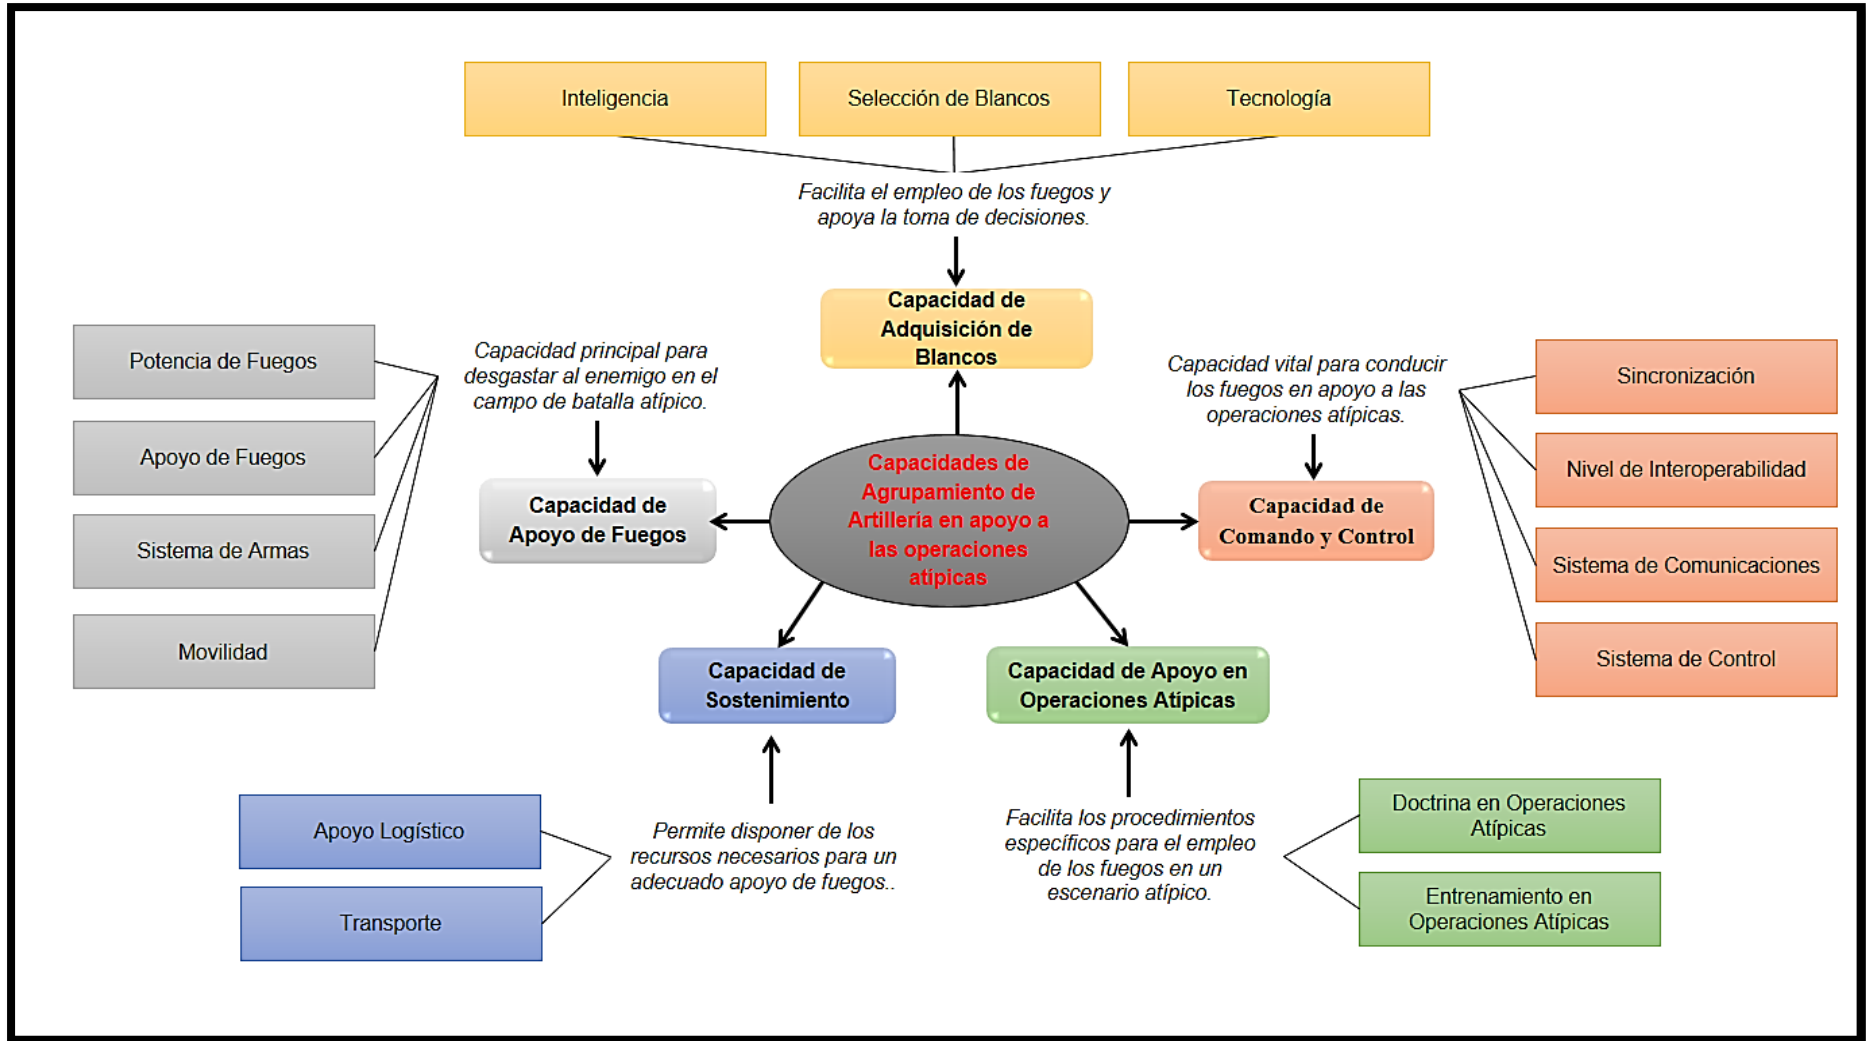 Inteligencia
Selección de Blancos
Tecnología
Facilita el empleo de los fuegos y
apoya la toma de decisiones.
Capacidad de
Adquisición de
Blancos
Potencia de Fuegos
Apoyo de Fuegos
Sistema de Armas
Movilidad
Capacidad principal para
desgastar al enemigo en el
campo de batalla atípico.
Capacidad de
Apoyo de Fuegos
Capacidades de
Agrupamiento de
Artillería en apoyo a
las operaciones
atípicas
Capacidad vital para conducir
los fuegos en apoyo a las
operaciones atípicas.
Capacidad de
Comando y Control
Sincronización
Nivel de Interoperabilidad
Sistema de Comunicaciones
Sistema de Control
Capacidad de
Sostenimiento
Capacidad de Apoyo en
Operaciones Atípicas
Apoyo Logístico
Transporte
Permite disponer de los
recursos necesarios para un
adecuado apoyo de fuegos..
Facilita los procedimientos
específicos para el empleo
de los fuegos en un
escenario atípico.
Doctrina en Operaciones
Atípicas
Entrenamiento en
Operaciones Atípicas